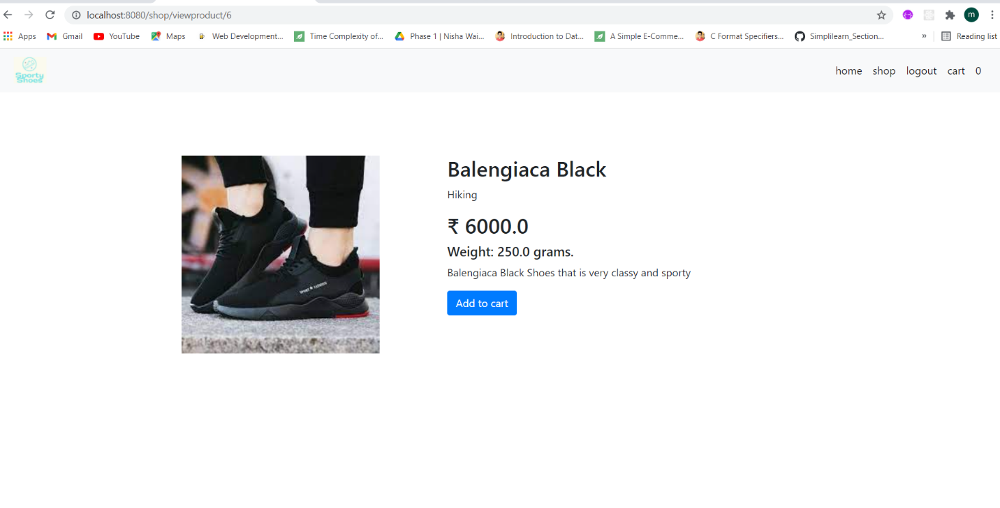 localhost:8080/shop/viewproduct/6
m
Apps Gmail YouTube Maps Web Development... Time Complexity of... Phase 1 | Nisha Wai... Introduction to Dat... A Simple E-Comme... C Format Specifiers... Simplilearn_Section... » Reading list
Sporty
Shoes
home shop logout cart 0
Balengiaca Black
Hiking
₹ 6000.0
Weight: 250.0 grams.
Balengiaca Black Shoes that is very classy and sporty
Add to cart